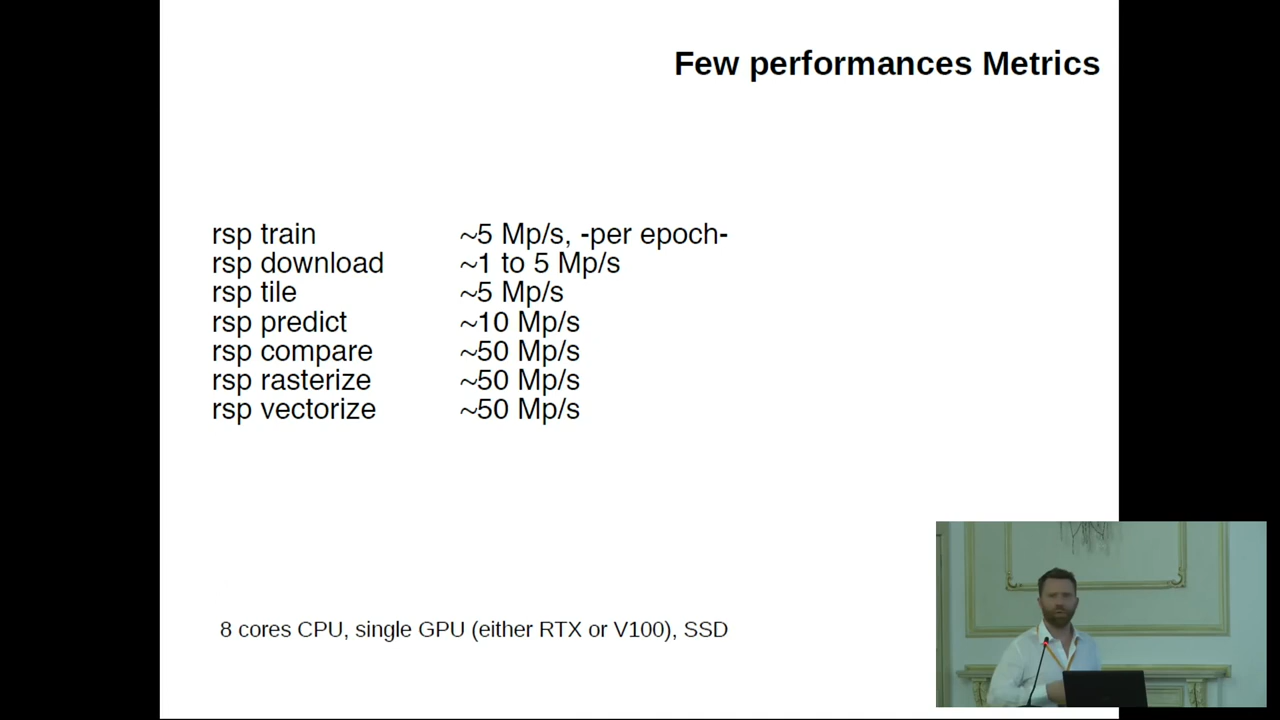 Few performances Metrics
rsp train ~5 Mp/s, -per epoch-
rsp download ~1 to 5 Mp/s
rsp tile ~5 Mp/s
rsp predict ~10 Mp/s
rsp compare ~50 Mp/s
rsp rasterize ~50 Mp/s
rsp vectorize ~50 Mp/s
8 cores CPU, single GPU (either RTX or V100), SSD